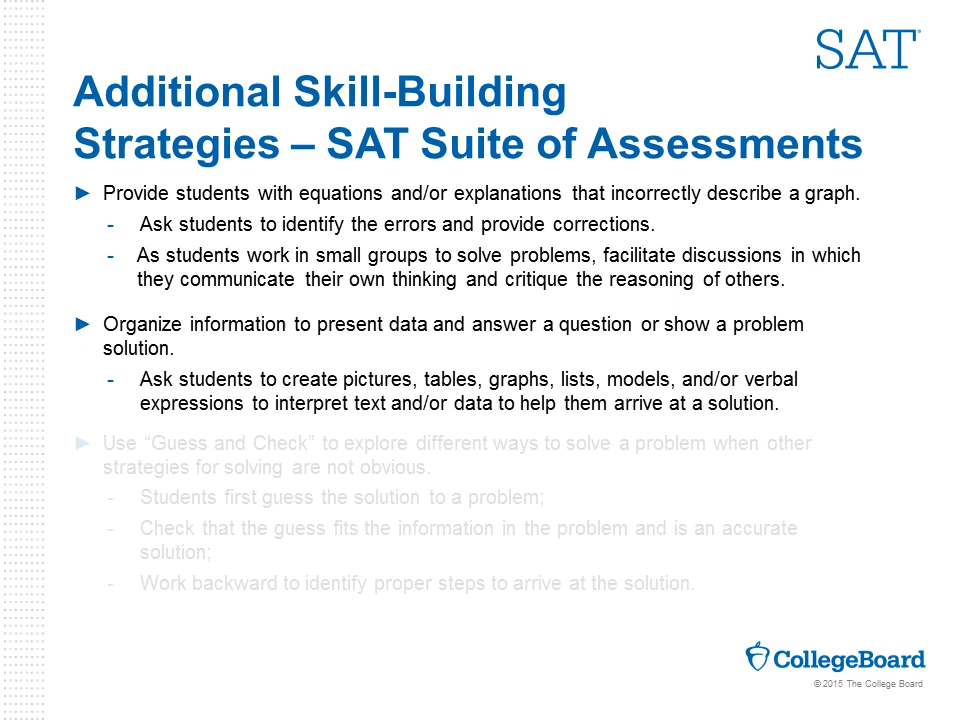 SAT®
Additional Skill-Building
Strategies – SAT Suite of Assessments
► Provide students with equations and/or explanations that incorrectly describe a graph.
- Ask students to identify the errors and provide corrections.
- As students work in small groups to solve problems, facilitate discussions in which
they communicate their own thinking and critique the reasoning of others.
► Organize information to present data and answer a question or show a problem
solution.
- Ask students to create pictures, tables, graphs, lists, models, and/or verbal
expressions to interpret text and/or data to help them arrive at a solution.
► Use “Guess and Check” to explore different ways to solve a problem when other
strategies for solving are not obvious.
- Students first guess the solution to a problem;
- Check that the guess fits the information in the problem and is an accurate
solution;
- Work backward to identify proper steps to arrive at the solution.
CollegeBoard
© 2015 The College Board